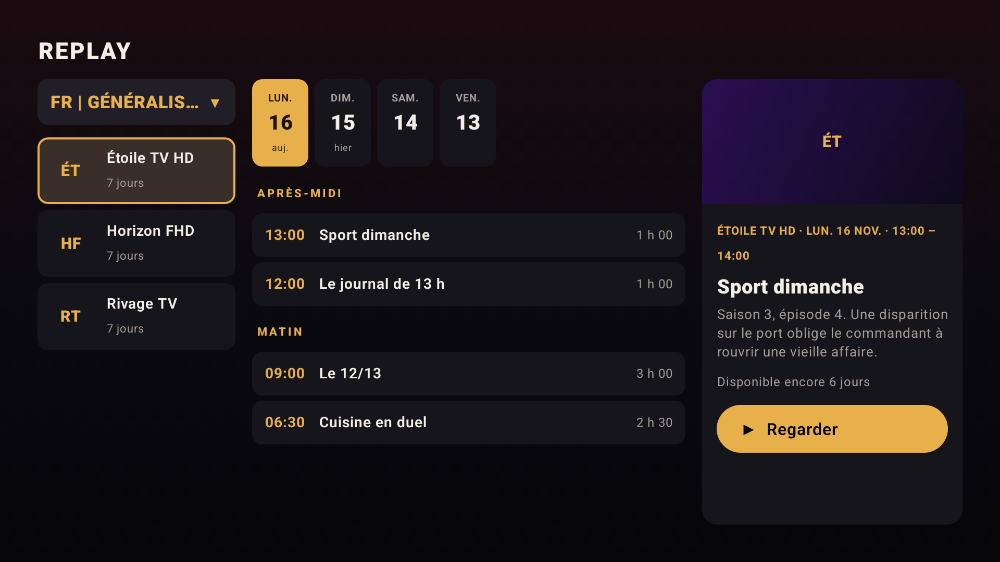 REPLAY
FR | GÉNÉRALIS… ▼
ÉT
Étoile TV HD
7 jours
HF
Horizon FHD
7 jours
RT
Rivage TV
7 jours
LUN.
16
auj.
DIM.
15
hier
SAM.
14
VEN.
13
APRÈS-MIDI
13:00 Sport dimanche 1 h 00
12:00 Le journal de 13 h 1 h 00
MATIN
09:00 Le 12/13 3 h 00
06:30 Cuisine en duel 2 h 30
ÉT
ÉTOILE TV HD · LUN. 16 NOV. · 13:00 –
14:00
Sport dimanche
Saison 3, épisode 4. Une disparition
sur le port oblige le commandant à
rouvrir une vieille affaire.
Disponible encore 6 jours
► Regarder